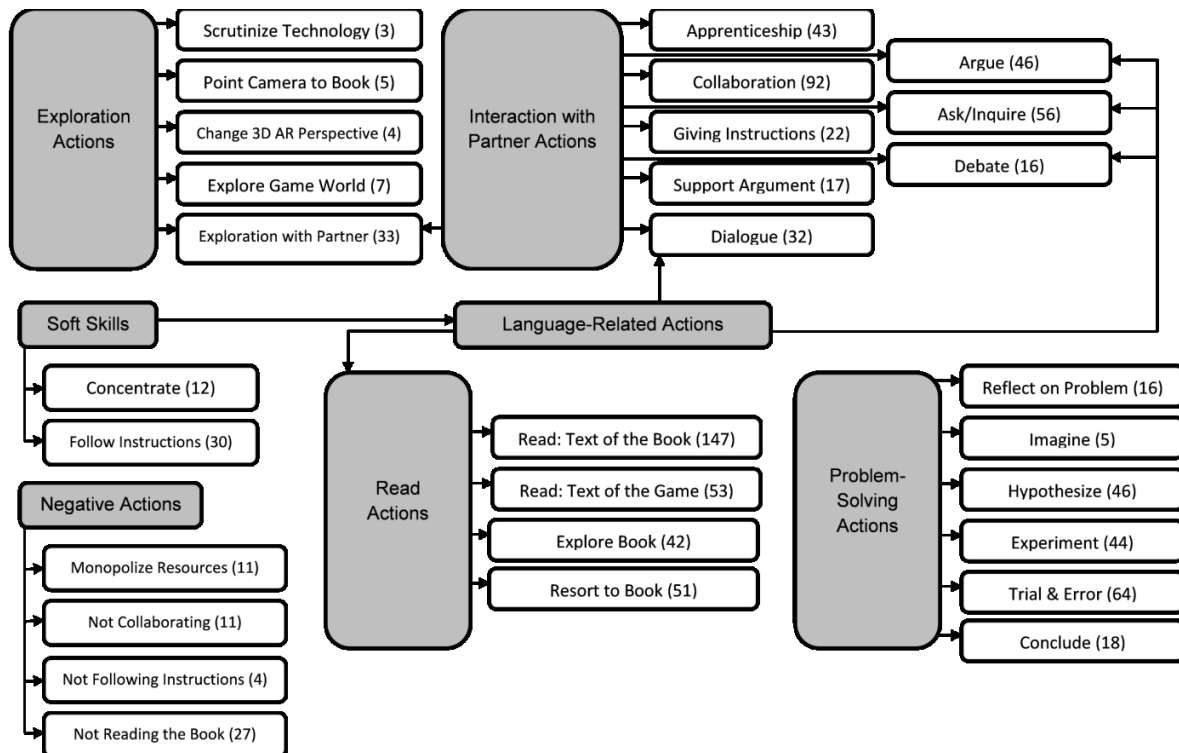 Exploration
Actions
Scrutinize Technology (3)
Point Camera to Book (5)
Change 3D AR Perspective (4)
Explore Game World (7)
Exploration with Partner (33)
Interaction with
Partner Actions
Apprenticeship (43)
Collaboration (92)
Giving Instructions (22)
Support Argument (17)
Dialogue (32)
Argue (46)
Ask/Inquire (56)
Debate (16)
Soft Skills
Concentrate (12)
Follow Instructions (30)
Language-Related Actions
Negative Actions
Monopolize Resources (11)
Not Collaborating (11)
Not Following Instructions (4)
Not Reading the Book (27)
Read
Actions
Read: Text of the Book (147)
Read: Text of the Game (53)
Explore Book (42)
Resort to Book (51)
Problem-
Solving
Actions
Reflect on Problem (16)
Imagine (5)
Hypothesize (46)
Experiment (44)
Trial & Error (64)
Conclude (18)